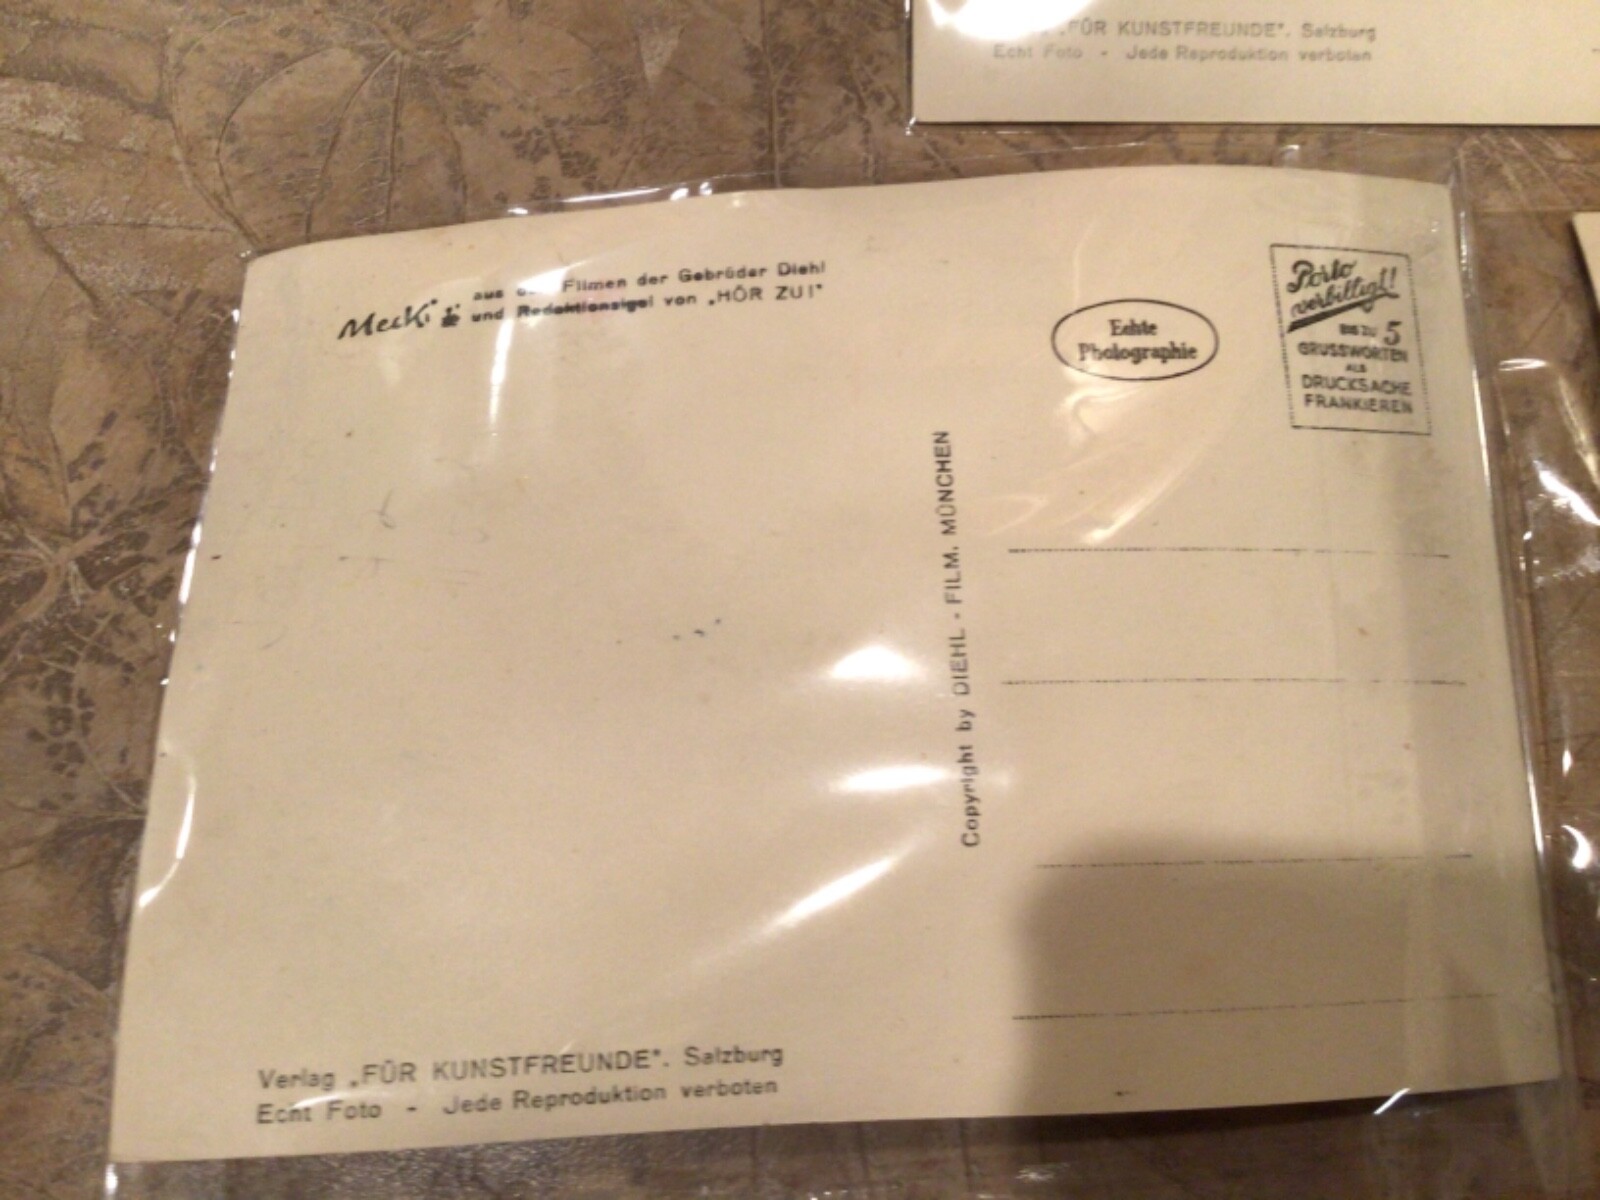 „FÜR KUNSTFREUNDE". Salzburg
Echt Foto - Jede Reproduktion verboten
Mecki
aus Filmen der Gebrüder Diehl
und Redaktionsigel von „HÖR ZU!"
Echte
Photographie
Porto
verbilligt!
BIS ZU 5
GRUSSWORTEN
ALS
DRUCKSACHE
FRANKIEREN
Copyright by DIEHL - FILM. MÜNCHEN
Verlag „FÜR KUNSTFREUNDE". Salzburg
Echt Foto - Jede Reproduktion verboten